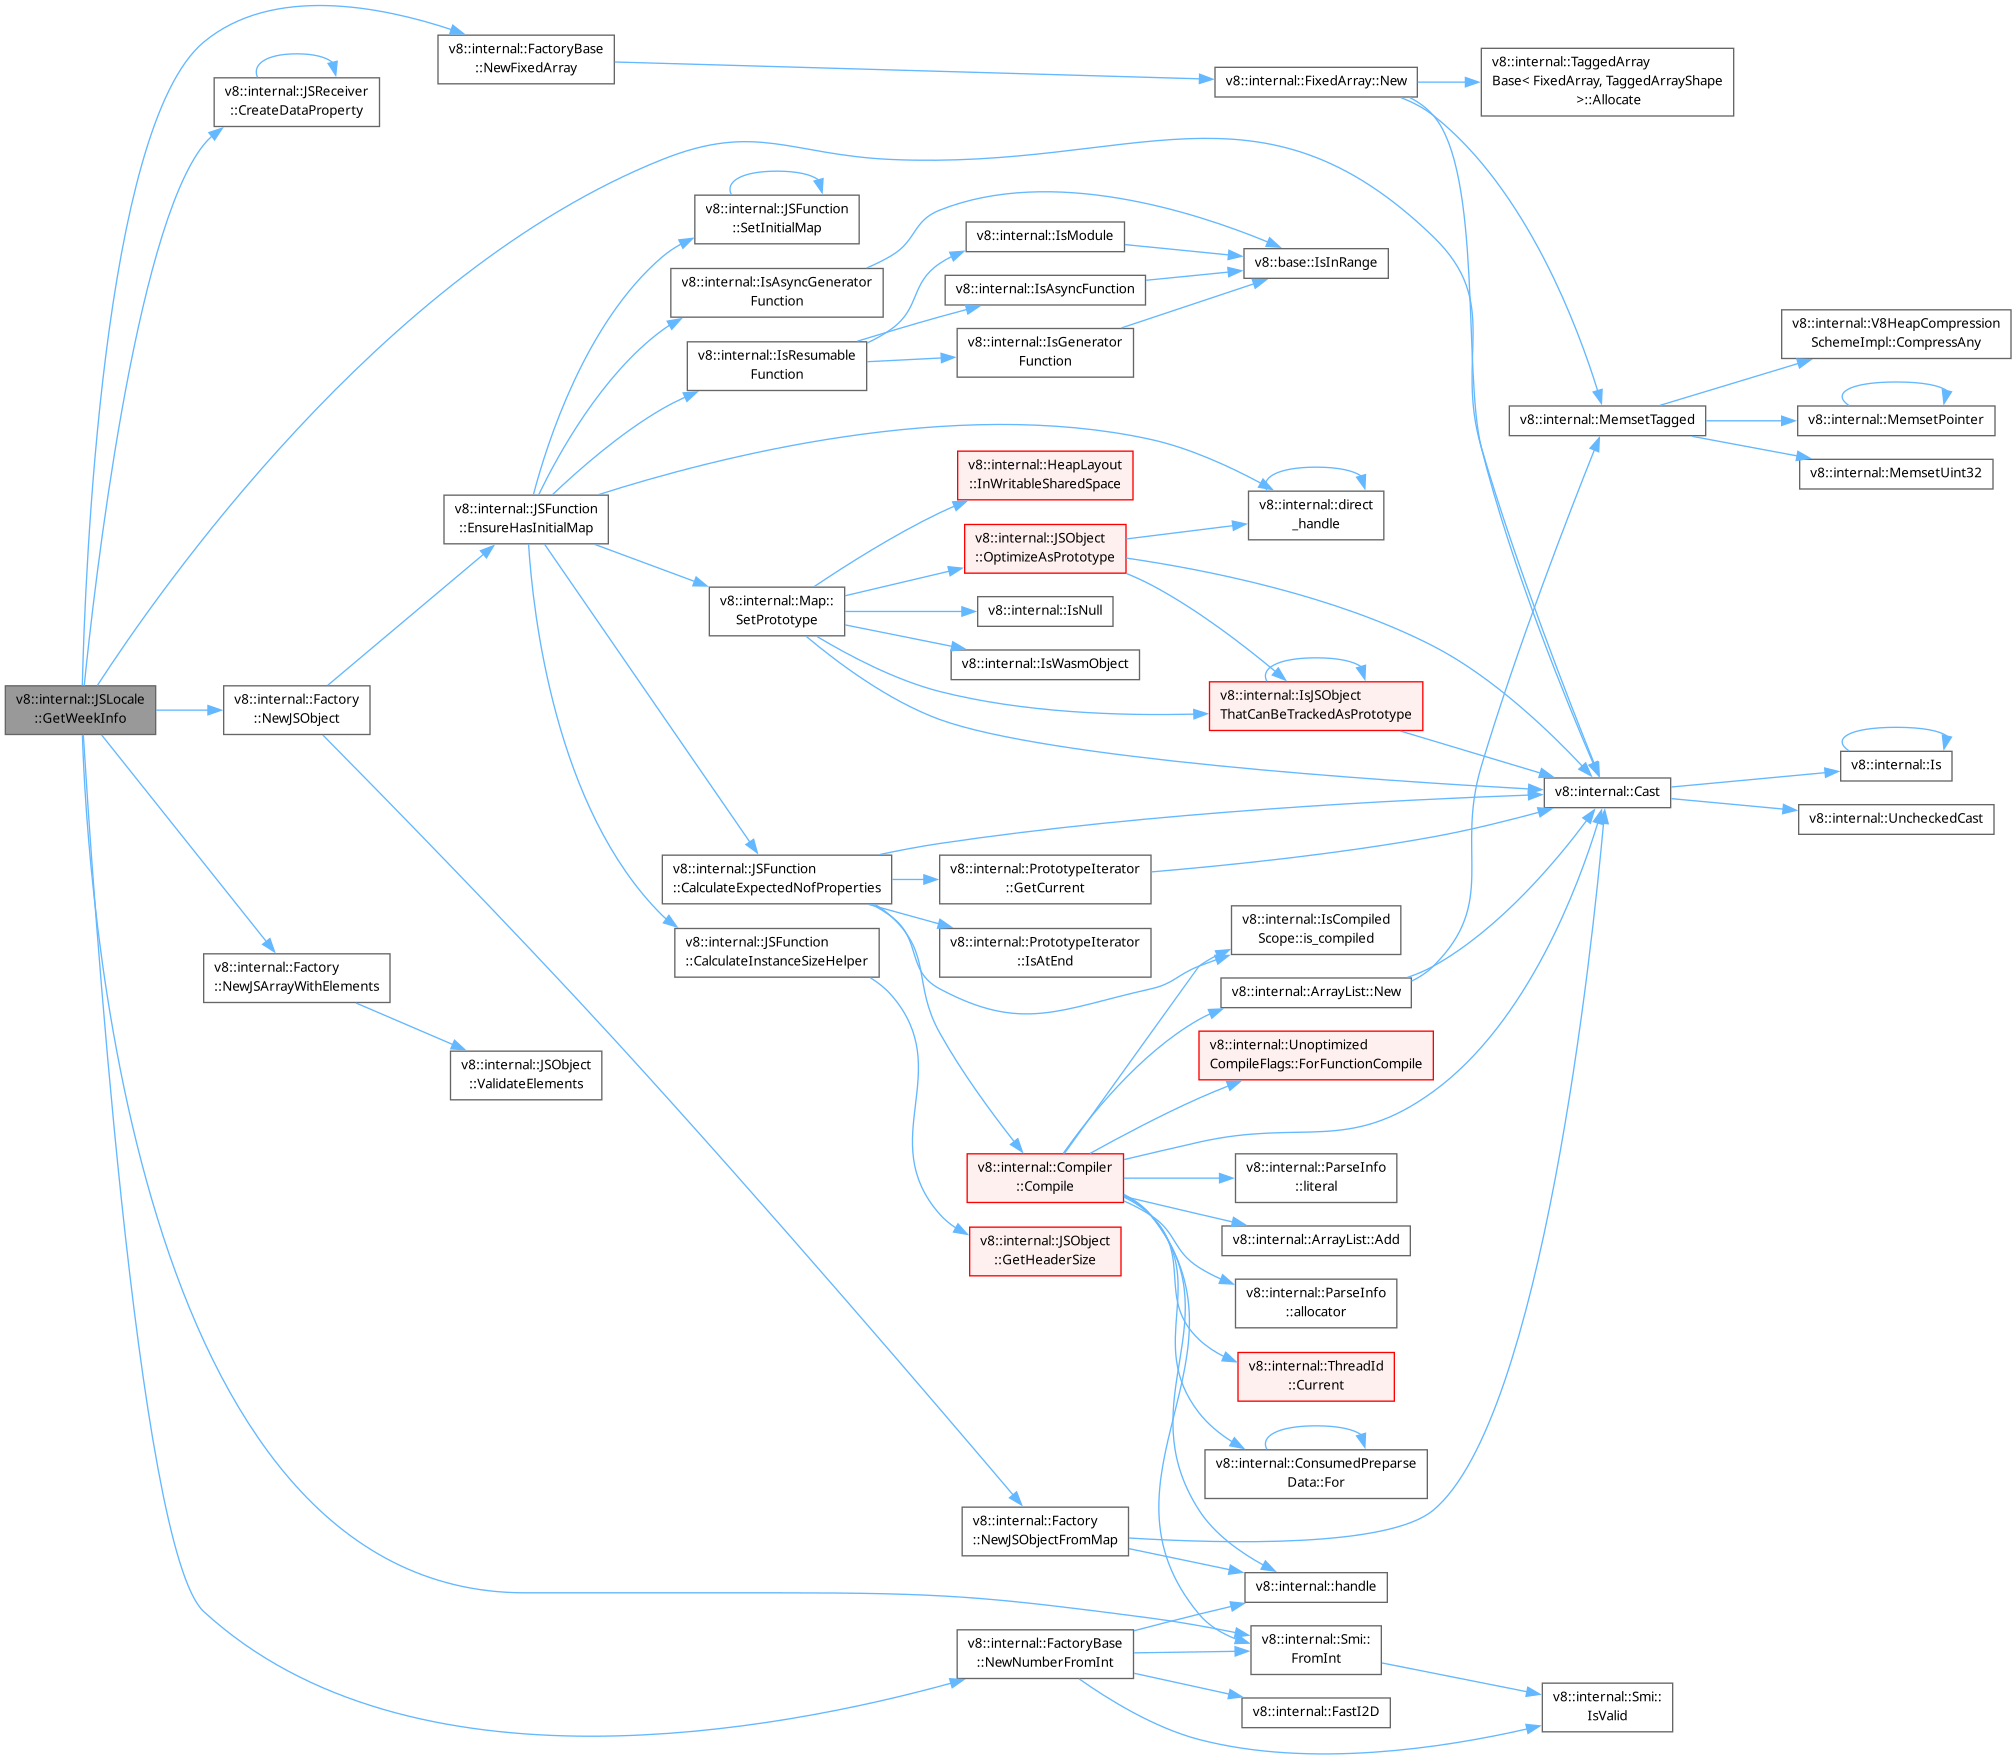 v8::internal::FactoryBase
::NewFixedArray
v8::internal::TaggedArray
Base< FixedArray, TaggedArrayShape
>::Allocate
v8::internal::FixedArray::New
v8::internal::JSReceiver
::CreateDataProperty
v8::internal::JSFunction
::SetInitialMap
v8::internal::IsModule
v8::base::IsInRange
v8::internal::IsAsyncGenerator
Function
v8::internal::IsAsyncFunction
v8::internal::IsResumable
Function
v8::internal::IsGenerator
Function
v8::internal::V8HeapCompression
SchemeImpl::CompressAny
v8::internal::MemsetTagged
v8::internal::MemsetPointer
v8::internal::MemsetUint32
v8::internal::HeapLayout
::InWritableSharedSpace
v8::internal::JSFunction
::EnsureHasInitialMap
v8::internal::direct
_handle
v8::internal::JSObject
::OptimizeAsPrototype
v8::internal::Map::
SetPrototype
v8::internal::IsNull
v8::internal::IsWasmObject
v8::internal::JSLocale
::GetWeekInfo
v8::internal::Factory
::NewJSObject
v8::internal::IsJSObject
ThatCanBeTrackedAsPrototype
v8::internal::Is
v8::internal::Cast
v8::internal::UncheckedCast
v8::internal::JSFunction
::CalculateExpectedNofProperties
v8::internal::PrototypeIterator
::GetCurrent
v8::internal::IsCompiled
Scope::is_compiled
v8::internal::JSFunction
::CalculateInstanceSizeHelper
v8::internal::PrototypeIterator
::IsAtEnd
v8::internal::Factory
::NewJSArrayWithElements
v8::internal::ArrayList::New
v8::internal::Unoptimized
CompileFlags::ForFunctionCompile
v8::internal::JSObject
::ValidateElements
v8::internal::Compiler
::Compile
v8::internal::ParseInfo
::literal
v8::internal::ArrayList::Add
v8::internal::JSObject
::GetHeaderSize
v8::internal::ParseInfo
::allocator
v8::internal::ThreadId
::Current
v8::internal::ConsumedPreparse
Data::For
v8::internal::Factory
::NewJSObjectFromMap
v8::internal::handle
v8::internal::FactoryBase
::NewNumberFromInt
v8::internal::Smi::
FromInt
v8::internal::FastI2D
v8::internal::Smi::
IsValid